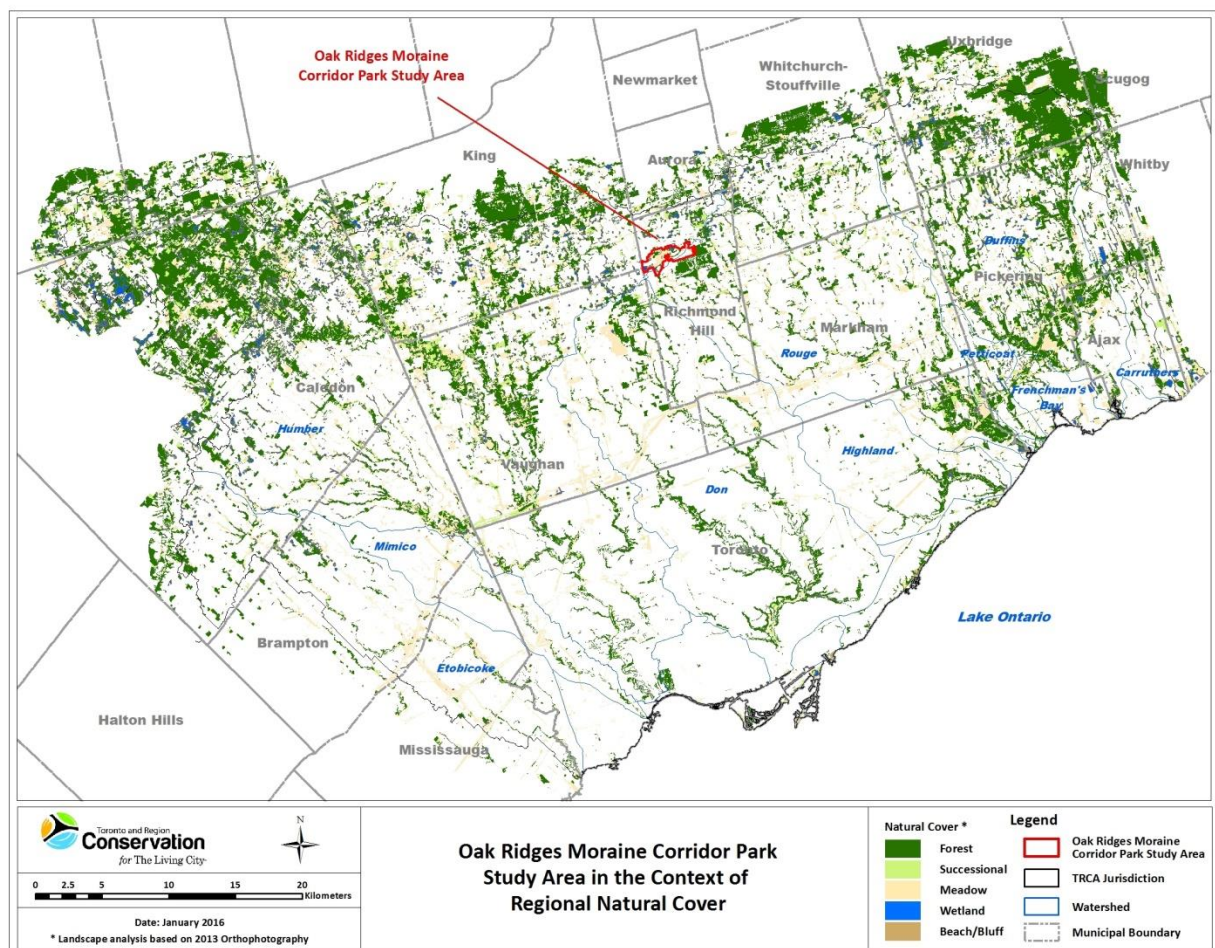 Oak Ridges Moraine
Corridor Park Study Area
Newmarket
Whitchurch-
Stouffville
Uxbridge
Scugog
King
Aurora
Whitby
Duffins
Pickering
Richmond
Hill
Markham
Rouge
Ajax
Petticoat
Carruthers
Frenchman's
Bay
Caledon
Humber
Vaughan
Highland
Don
Mimico
Toronto
Lake Ontario
Brampton
Etobicoke
Halton Hills
Mississauga
Toronto and Region
Conservation
for The Living City·
N
0 2.5 5 10 15 20
Kilometers
Date: January 2016
* Landscape analysis based on 2013 Orthophotography
Oak Ridges Moraine Corridor Park
Study Area in the Context of
Regional Natural Cover
Legend
Natural Cover *
Forest
Successional
Meadow
Wetland
Beach/Bluff
Oak Ridges Moraine
Corridor Park Study Area
TRCA Jurisdiction
Watershed
Municipal Boundary